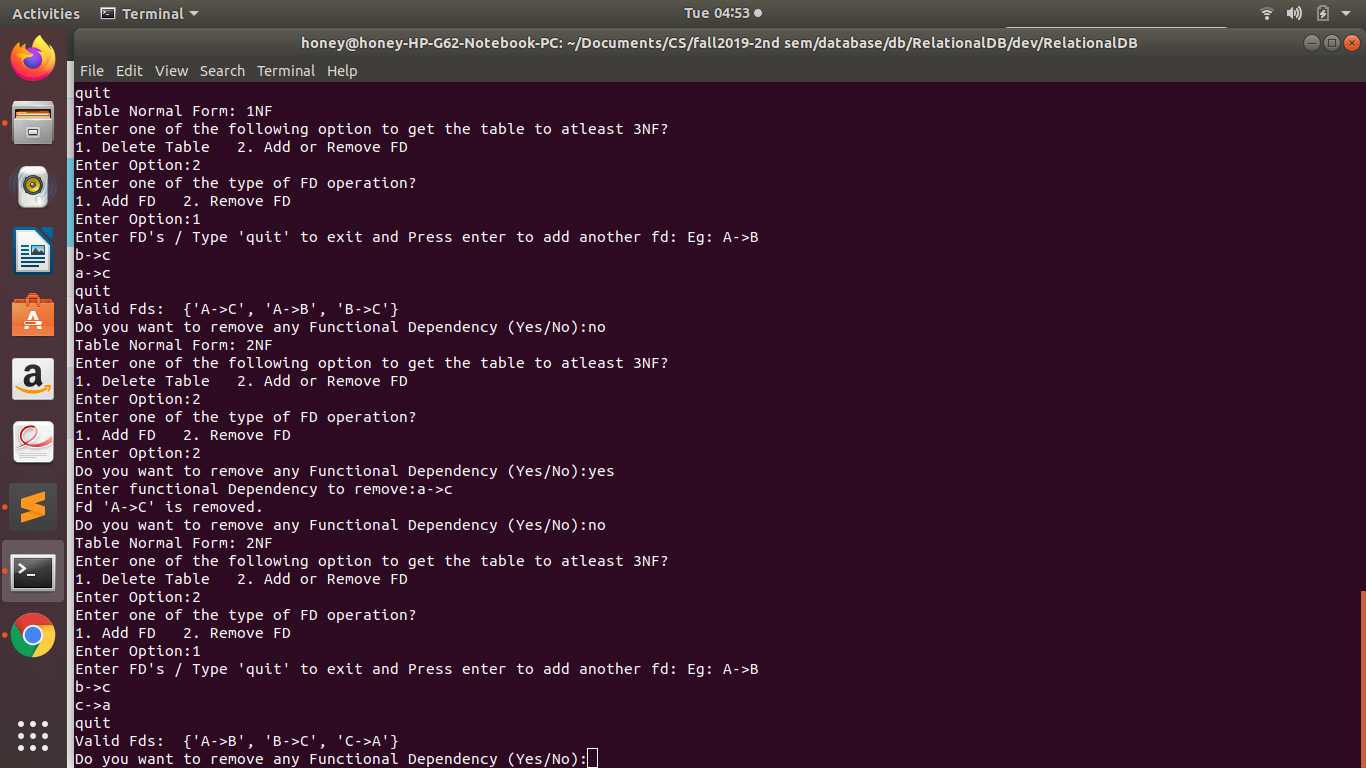 Activities Terminal Tue 04:53
honey@honey-HP-G62-Notebook-PC: ~/Documents/CS/fall2019-2nd sem/database/db/RelationalDB/dev/RelationalDB
File Edit View Search Terminal Help
quit
Table Normal Form: 1NF
Enter one of the following option to get the table to atleast 3NF?
1. Delete Table   2. Add or Remove FD
Enter Option:2
Enter one of the type of FD operation?
1. Add FD   2. Remove FD
Enter Option:1
Enter FD's / Type 'quit' to exit and Press enter to add another fd: Eg: A->B
b->c
a->c
quit
Valid Fds:  {'A->C', 'A->B', 'B->C'}
Do you want to remove any Functional Dependency (Yes/No):no
Table Normal Form: 2NF
Enter one of the following option to get the table to atleast 3NF?
1. Delete Table   2. Add or Remove FD
Enter Option:2
Enter one of the type of FD operation?
1. Add FD   2. Remove FD
Enter Option:2
Do you want to remove any Functional Dependency (Yes/No):yes
Enter functional Dependency to remove:a->c
Fd 'A->C' is removed.
Do you want to remove any Functional Dependency (Yes/No):no
Table Normal Form: 2NF
Enter one of the following option to get the table to atleast 3NF?
1. Delete Table   2. Add or Remove FD
Enter Option:2
Enter one of the type of FD operation?
1. Add FD   2. Remove FD
Enter Option:1
Enter FD's / Type 'quit' to exit and Press enter to add another fd: Eg: A->B
b->c
c->a
quit
Valid Fds:  {'A->B', 'B->C', 'C->A'}
Do you want to remove any Functional Dependency (Yes/No):